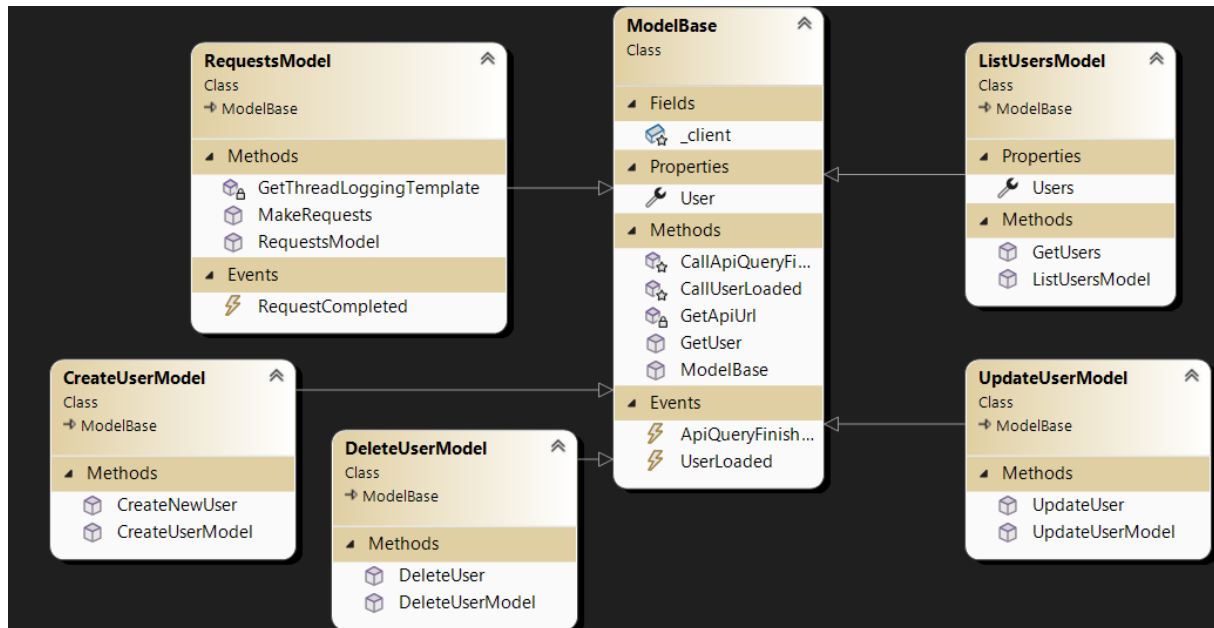 RequestsModel
Class
ModelBase
Methods
GetThreadLoggingTemplate
MakeRequests
RequestsModel
Events
RequestCompleted
ModelBase
Class
Fields
_client
Properties
User
Methods
CallApiQueryFi...
CallUserLoaded
GetApiUrl
GetUser
ModelBase
Events
ApiQueryFinish...
UserLoaded
ListUsersModel
Class
ModelBase
Properties
Users
Methods
GetUsers
ListUsersModel
CreateUserModel
Class
ModelBase
Methods
CreateNewUser
CreateUserModel
DeleteUserModel
Class
ModelBase
Methods
DeleteUser
DeleteUserModel
UpdateUserModel
Class
ModelBase
Methods
UpdateUser
UpdateUserModel